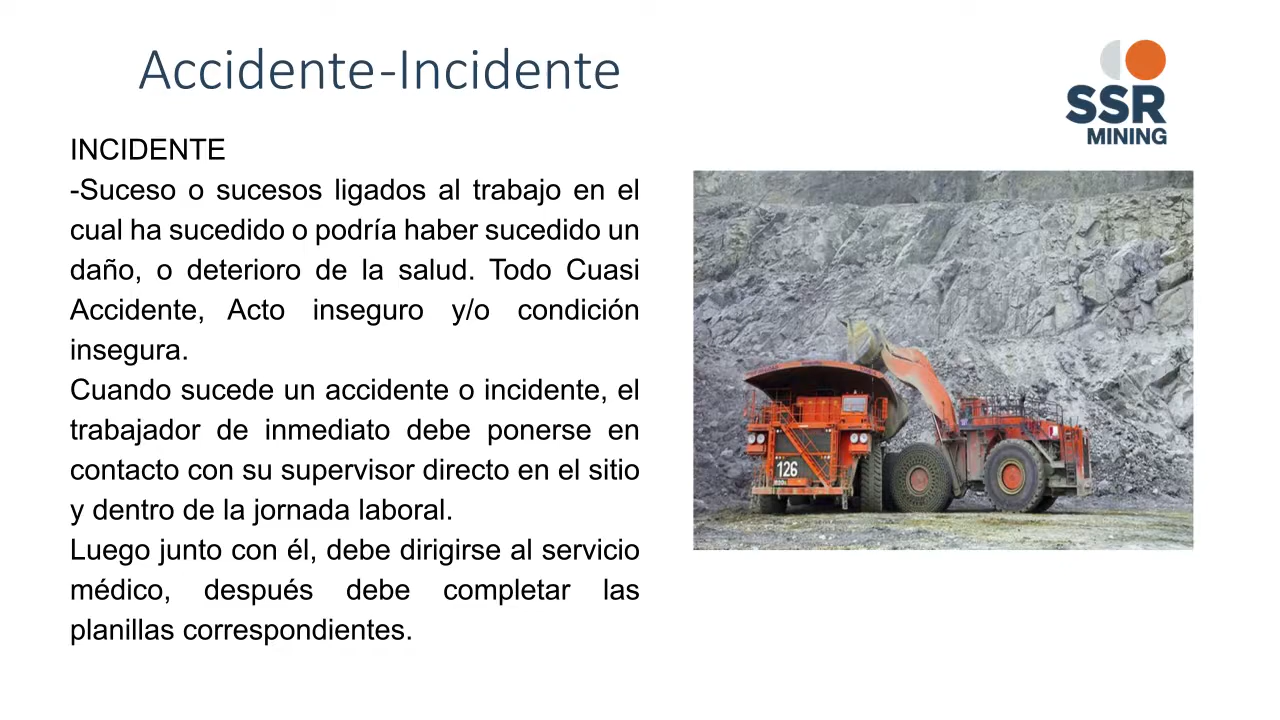 Accidente-Incidente
SSR
MINING
INCIDENTE
-Suceso o sucesos ligados al trabajo en el
cual ha sucedido o podría haber sucedido un
daño, o deterioro de la salud. Todo Cuasi
Accidente, Acto inseguro y/o condición
insegura.
Cuando sucede un accidente o incidente, el
trabajador de inmediato debe ponerse en
contacto con su supervisor directo en el sitio
y dentro de la jornada laboral.
Luego junto con él, debe dirigirse al servicio
médico, después debe completar las
planillas correspondientes.
126